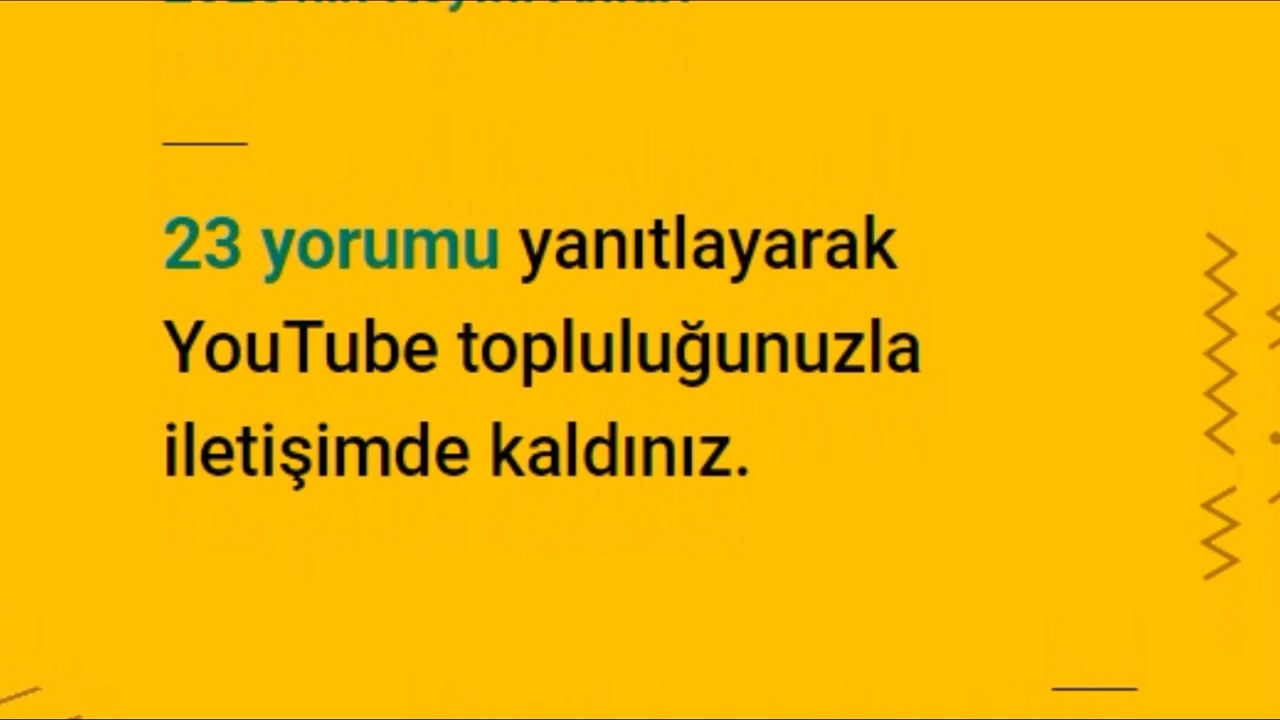 23 yorumu yanıtlayarak
YouTube topluluğunuzla
iletişimde kaldınız.